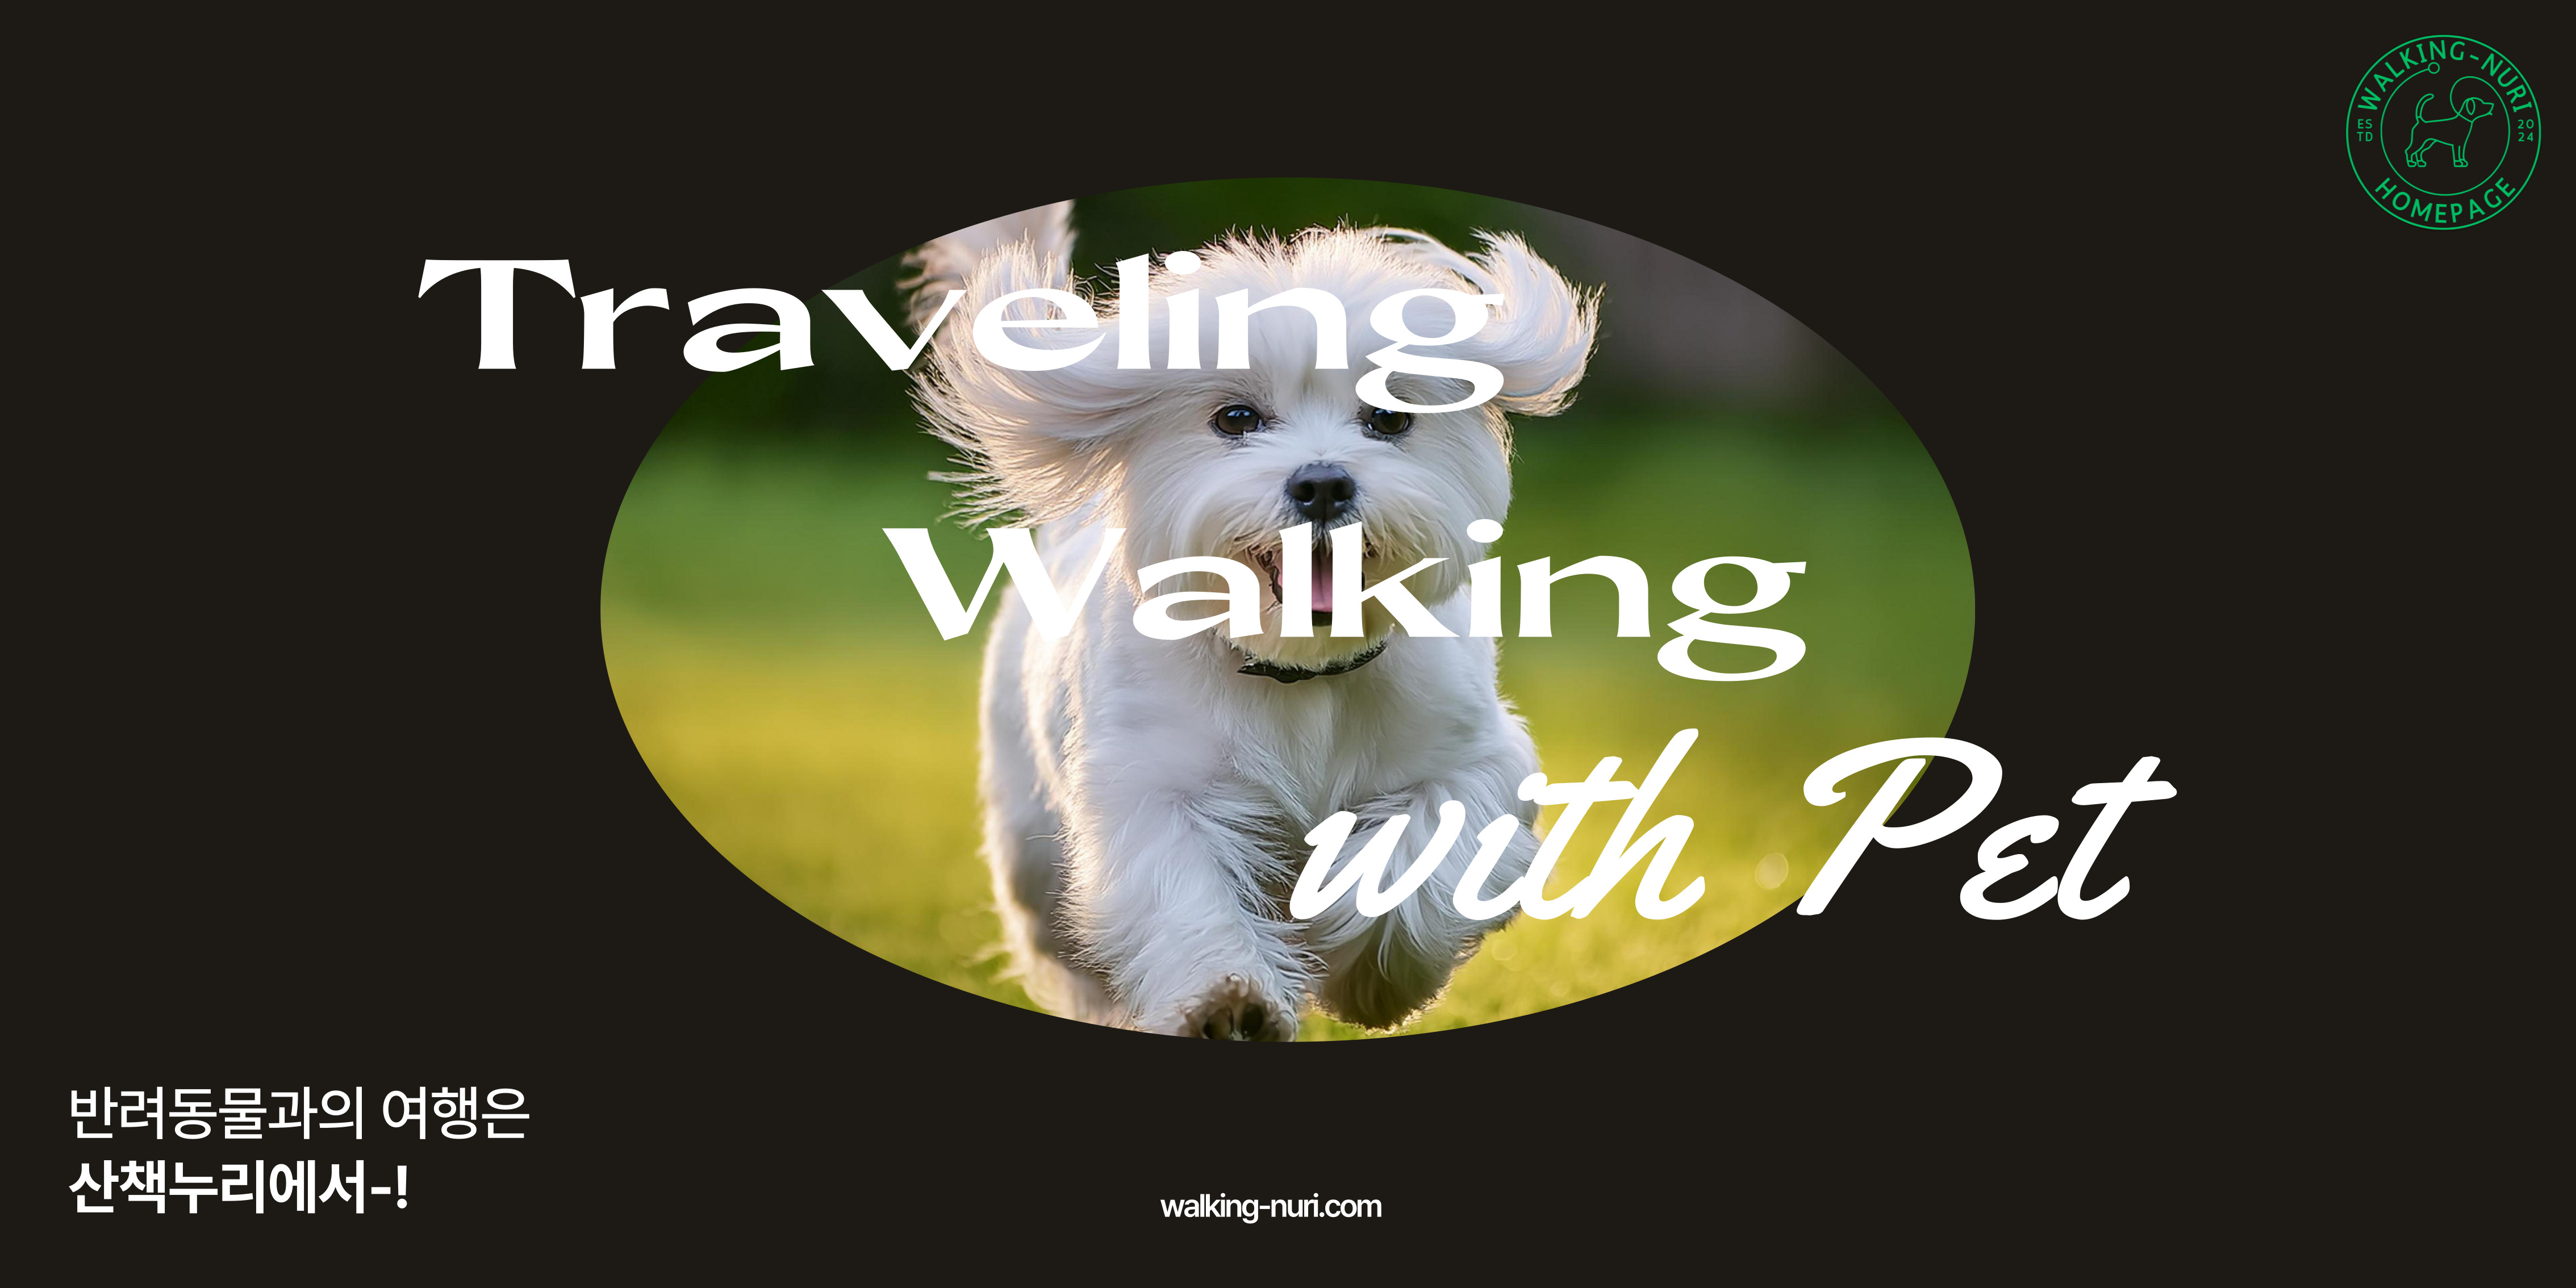 WALKING-NURI
ES
TD
20
24
HOMEPAGE
Traveling
Walking
with Pet
반려동물과의 여행은
산책누리에서-!
walking-nuri.com